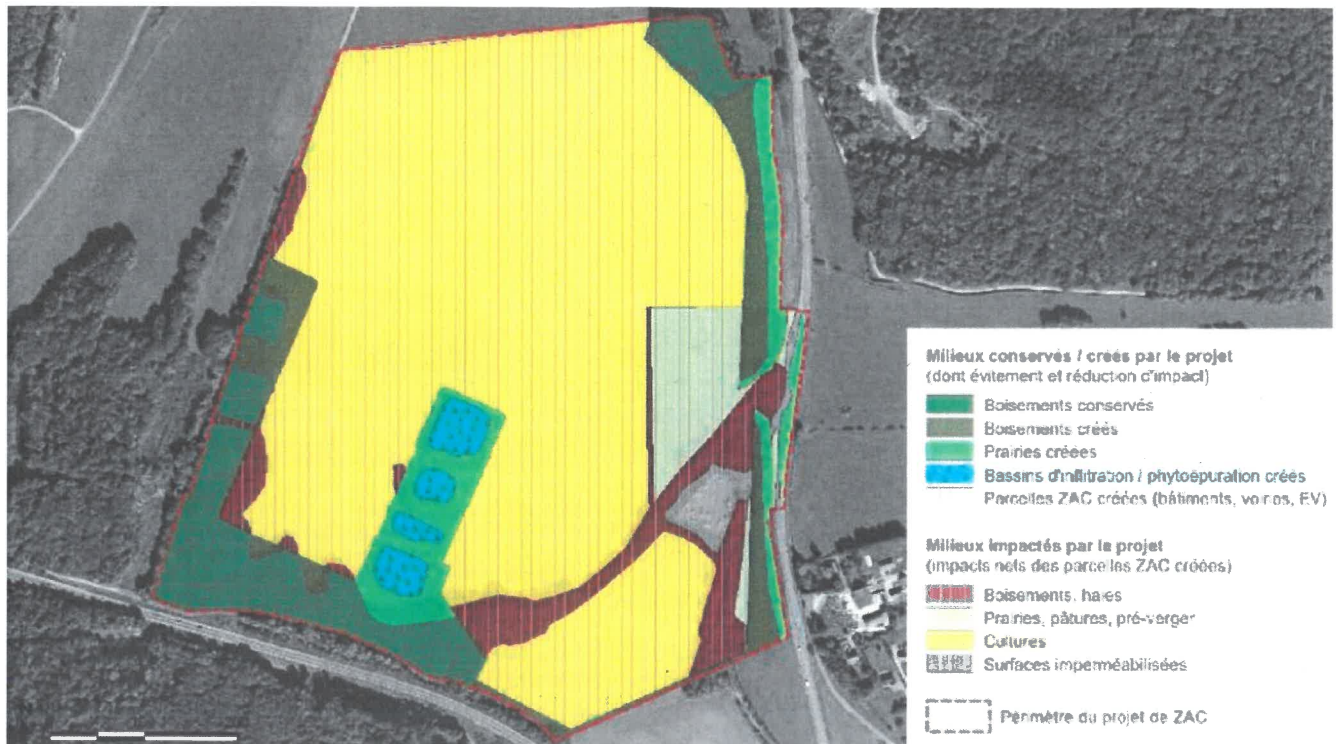 Milieux conservés / créés par le projet
(dont évitement et réduction d'impact)
Boisements conservés
Boisements créés
Prairies créées
Bassins d'infiltration / phytoépuration créés
Parcelles ZAC créées (bâtiments, voiries, EV)
Milieux impactés par le projet
(impacts nets des parcelles ZAC créées)
Boisements, haies
Prairies, pâtures, pré-verger
Cultures
Surfaces imperméabilisées
Périmètre du projet de ZAC